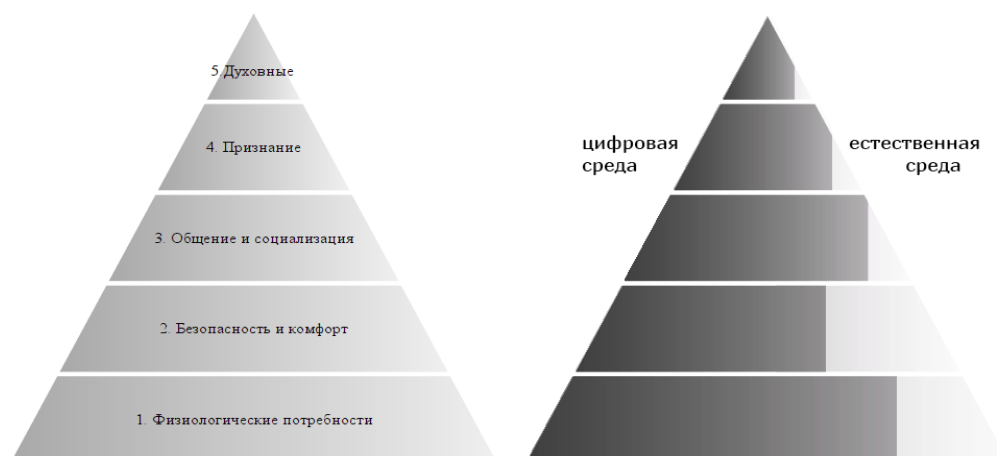 5.Духовные
4. Признание
3. Общение и социализация
2. Безопасность и комфорт
1. Физиологические потребности
цифровая
среда
естественная
среда